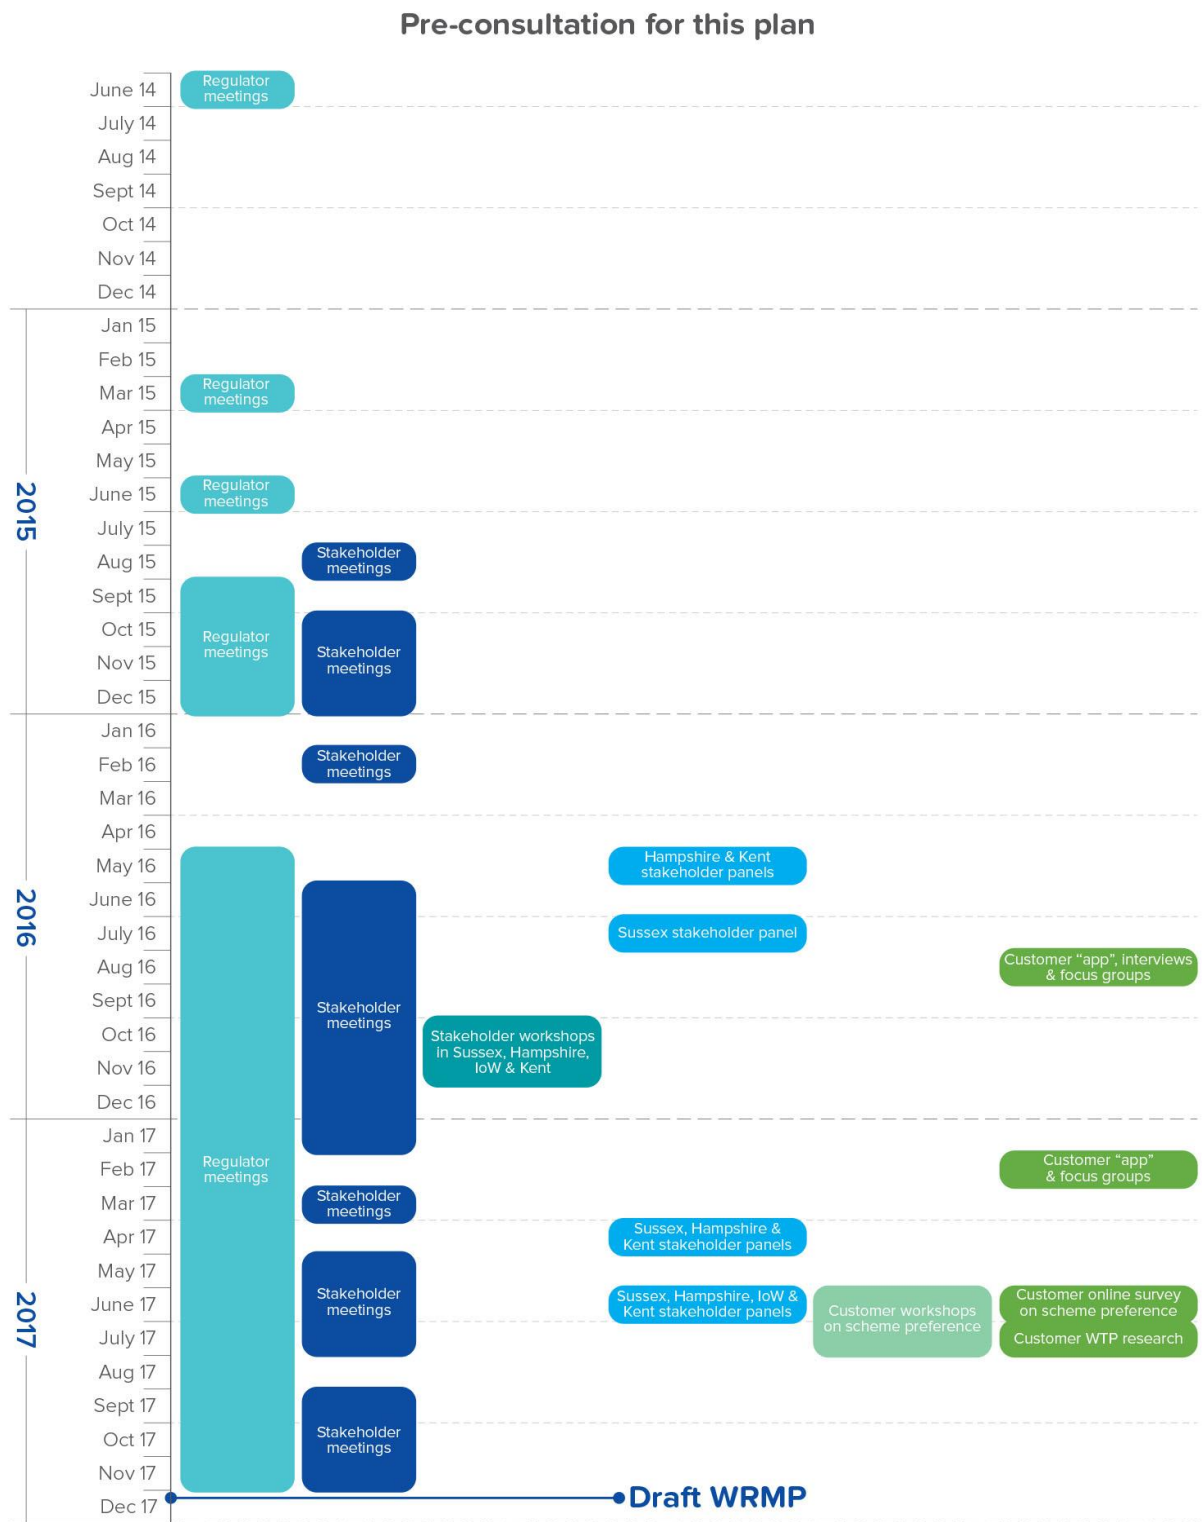 Pre-consultation for this plan
June 14
Regulator
meetings
July 14
Aug 14
Sept 14
Oct 14
Nov 14
Dec 14
2015
Jan 15
Feb 15
Mar 15
Regulator
meetings
Apr 15
May 15
June 15
Regulator
meetings
July 15
Aug 15
Stakeholder
meetings
Sept 15
Oct 15
Regulator
meetings
Nov 15
Stakeholder
meetings
Dec 15
2016
Jan 16
Feb 16
Stakeholder
meetings
Mar 16
Apr 16
May 16
Hampshire & Kent
stakeholder panels
June 16
July 16
Sussex stakeholder panel
Aug 16
Customer “app”, interviews
& focus groups
Sept 16
Stakeholder
meetings
Oct 16
Stakeholder workshops
in Sussex, Hampshire,
IoW & Kent
Nov 16
Dec 16
2017
Jan 17
Feb 17
Regulator
meetings
Customer “app”
& focus groups
Mar 17
Stakeholder
meetings
Apr 17
Sussex, Hampshire &
Kent stakeholder panels
May 17
June 17
Stakeholder
meetings
Sussex, Hampshire, IoW &
Kent stakeholder panels
Customer workshops
on scheme preference
Customer online survey
on scheme preference
July 17
Customer WTP research
Aug 17
Sept 17
Oct 17
Stakeholder
meetings
Nov 17
Dec 17
Draft WRMP